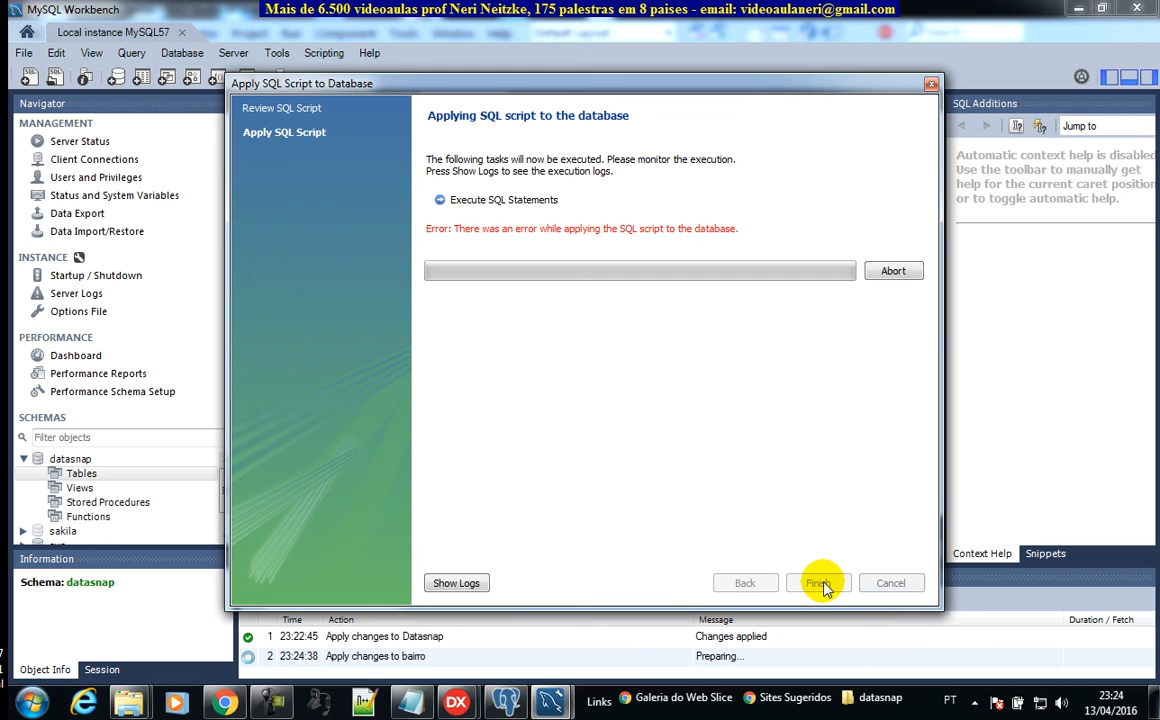 MySQL Workbench
Mais de 6.500 videoaulas prof Neri Neitzke, 175 palestras em 8 paises - email: videoaulaneri@gmail.com
Local instance MySQL57
File Edit View Query Database Server Tools Scripting Help
Navigator
MANAGEMENT
Server Status
Client Connections
Users and Privileges
Status and System Variables
Data Export
Data Import/Restore
INSTANCE
Startup / Shutdown
Server Logs
Options File
PERFORMANCE
Dashboard
Performance Reports
Performance Schema Setup
SCHEMAS
Filter objects
datasnap
Tables
Views
Stored Procedures
Functions
sakila
Information
Schema: datasnap
Object Info Session
Apply SQL Script to Database
Review SQL Script
Apply SQL Script
Applying SQL script to the database
The following tasks will now be executed. Please monitor the execution.
Press Show Logs to see the execution logs.
Execute SQL Statements
Error: There was an error while applying the SQL script to the database.
Abort
Show Logs
Back
Finish
Cancel
SQL Additions
Jump to
Automatic context help is disabled
Use the toolbar to manually get
help for the current caret position
or to toggle automatic help.
Context Help Snippets
Time Action Message Duration / Fetch
1 23:22:45 Apply changes to Datasnap Changes applied
2 23:24:38 Apply changes to bairro Preparing...
Links Galeria do Web Slice Sites Sugeridos datasnap
PT
23:24
13/04/2016